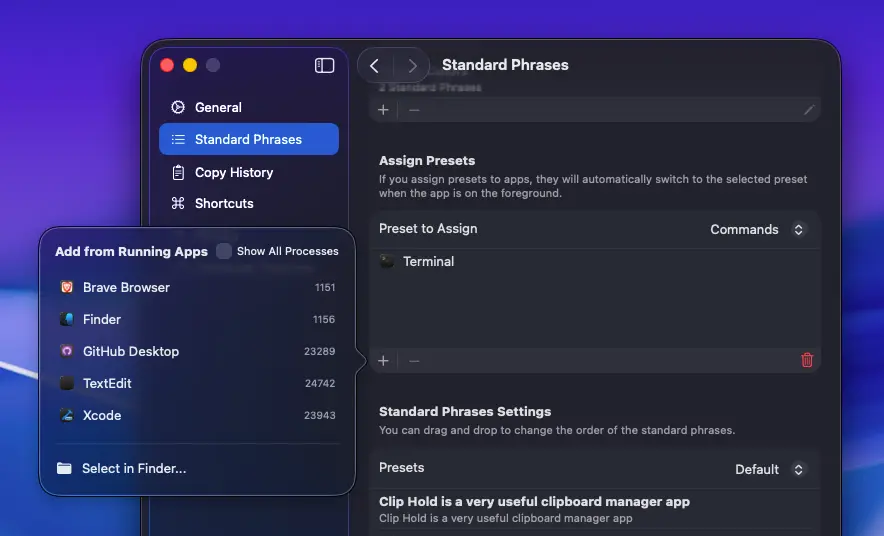 Standard Phrases
2 Standard Phrases
General
Standard Phrases
Copy History
Shortcuts
Assign Presets
If you assign presets to apps, they will automatically switch to the selected preset
when the app is on the foreground.
Preset to Assign
Commands
Terminal
Add from Running Apps
Show All Processes
Brave Browser
1151
Finder
1156
GitHub Desktop
23289
TextEdit
24742
Xcode
23943
Select in Finder...
Standard Phrases Settings
You can drag and drop to change the order of the standard phrases.
Presets
Default
Clip Hold is a very useful clipboard manager app
Clip Hold is a very useful clipboard manager app